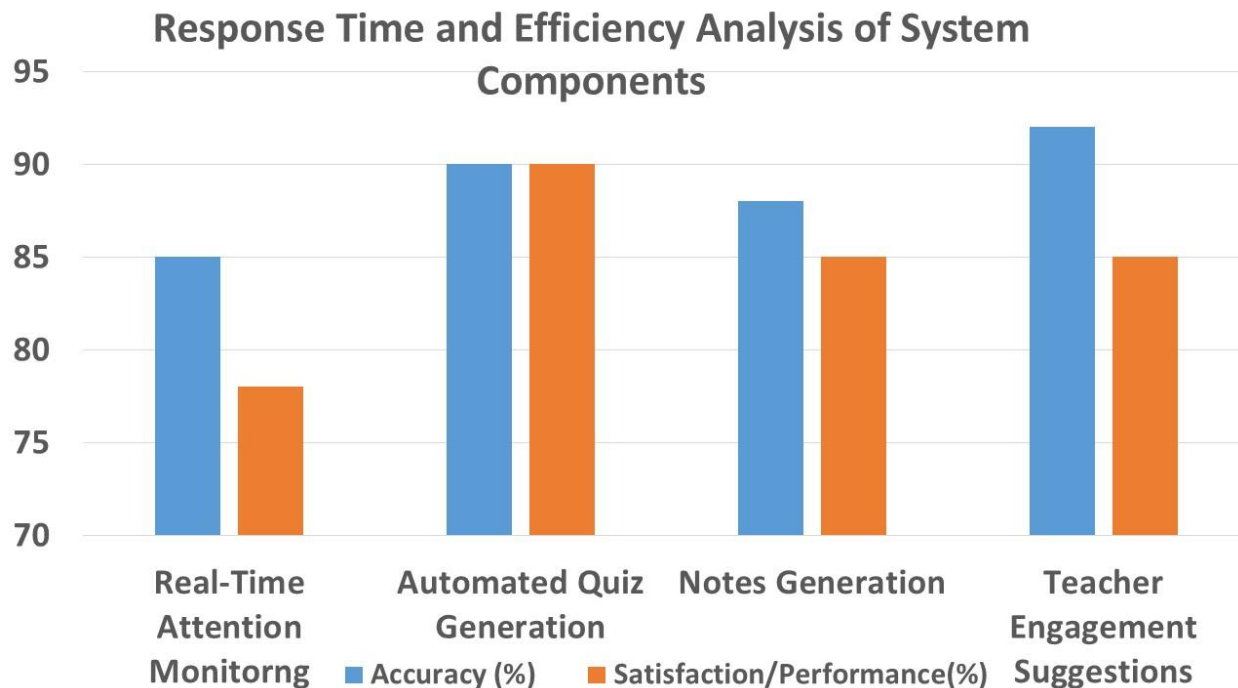 Response Time and Efficiency Analysis of System
Components
95
90
85
80
75
70
Real-Time
Attention
Monitorng
Automated Quiz
Generation
Notes Generation
Teacher
Engagement
Suggestions
Accuracy (%)
Satisfaction/Performance(%)